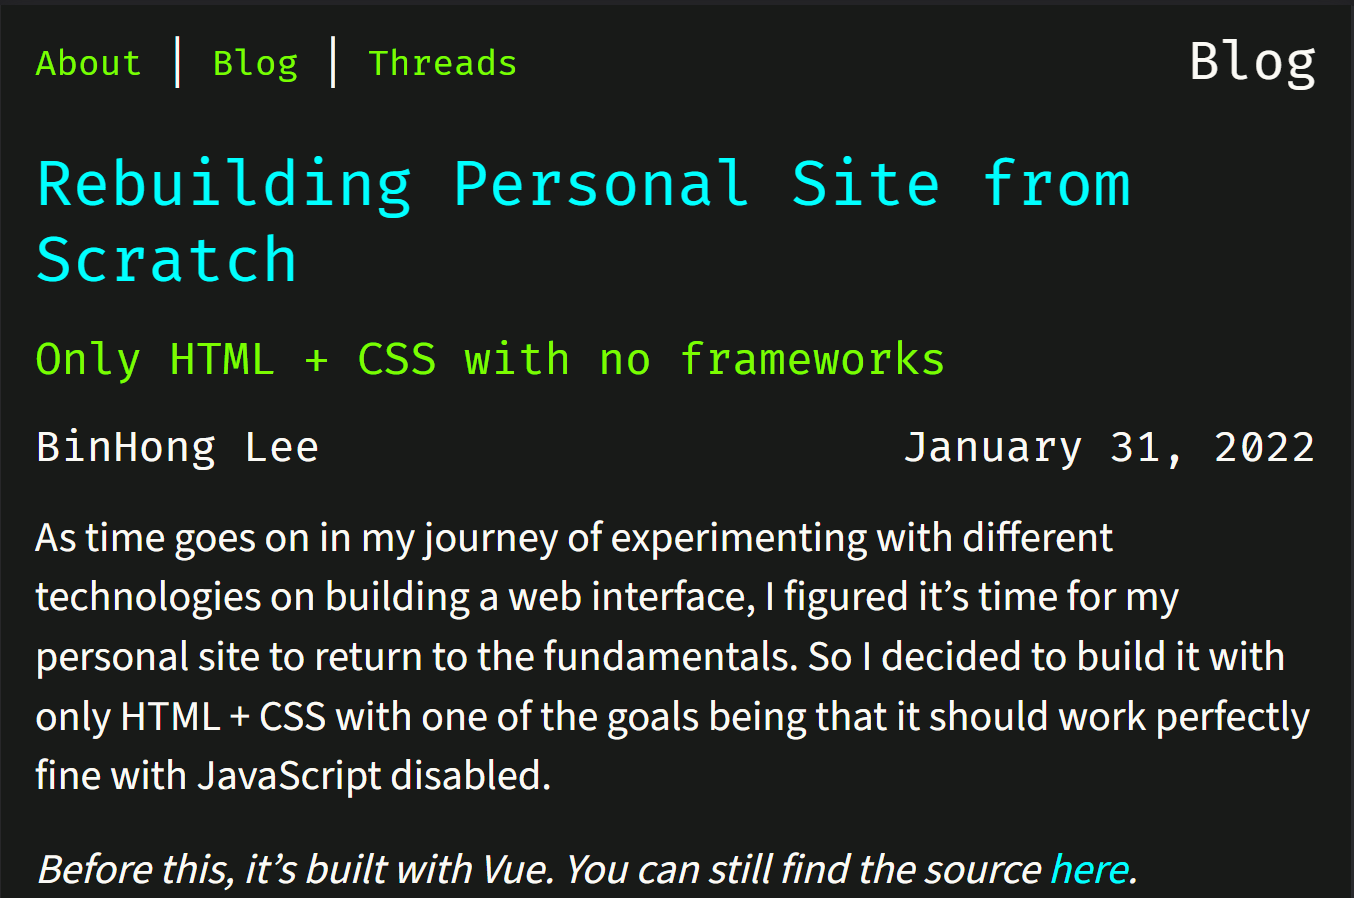 About | Blog | Threads
Blog
Rebuilding Personal Site from
Scratch
Only HTML + CSS with no frameworks
BinHong Lee
January 31, 2022
As time goes on in my journey of experimenting with different
technologies on building a web interface, I figured it’s time for my
personal site to return to the fundamentals. So I decided to build it with
only HTML + CSS with one of the goals being that it should work perfectly
fine with JavaScript disabled.
Before this, it’s built with Vue. You can still find the source here.